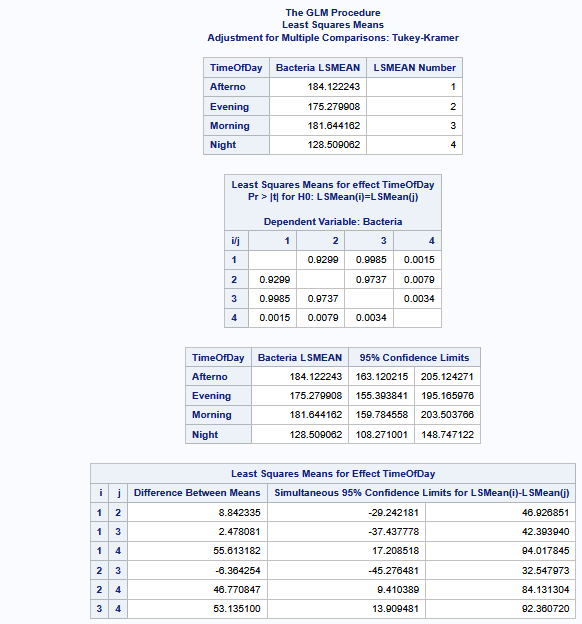 The GLM Procedure
Least Squares Means
Adjustment for Multiple Comparisons: Tukey-Kramer
TimeOfDay Bacteria LSMEAN LSMEAN Number
Afterno 184.122243 1
Evening 175.279908 2
Morning 181.644162 3
Night 128.509062 4
Least Squares Means for effect TimeOfDay
Pr > |t| for H0: LSMean(i)=LSMean(j)
Dependent Variable: Bacteria
i/j 1 2 3 4
1 0.9299 0.9985 0.0015
2 0.9299 0.9737 0.0079
3 0.9985 0.9737 0.0034
4 0.0015 0.0079 0.0034
TimeOfDay Bacteria LSMEAN 95% Confidence Limits
Afterno 184.122243 163.120215 205.124271
Evening 175.279908 155.393841 195.165976
Morning 181.644162 159.784558 203.503766
Night 128.509062 108.271001 148.747122
Least Squares Means for Effect TimeOfDay
i j Difference Between Means Simultaneous 95% Confidence Limits for LSMean(i)-LSMean(j)
1 2 8.842335 -29.242181 46.926851
1 3 2.478081 -37.437778 42.393940
1 4 55.613182 17.208518 94.017845
2 3 -6.364254 -45.276481 32.547973
2 4 46.770847 9.410389 84.131304
3 4 53.135100 13.909481 92.360720